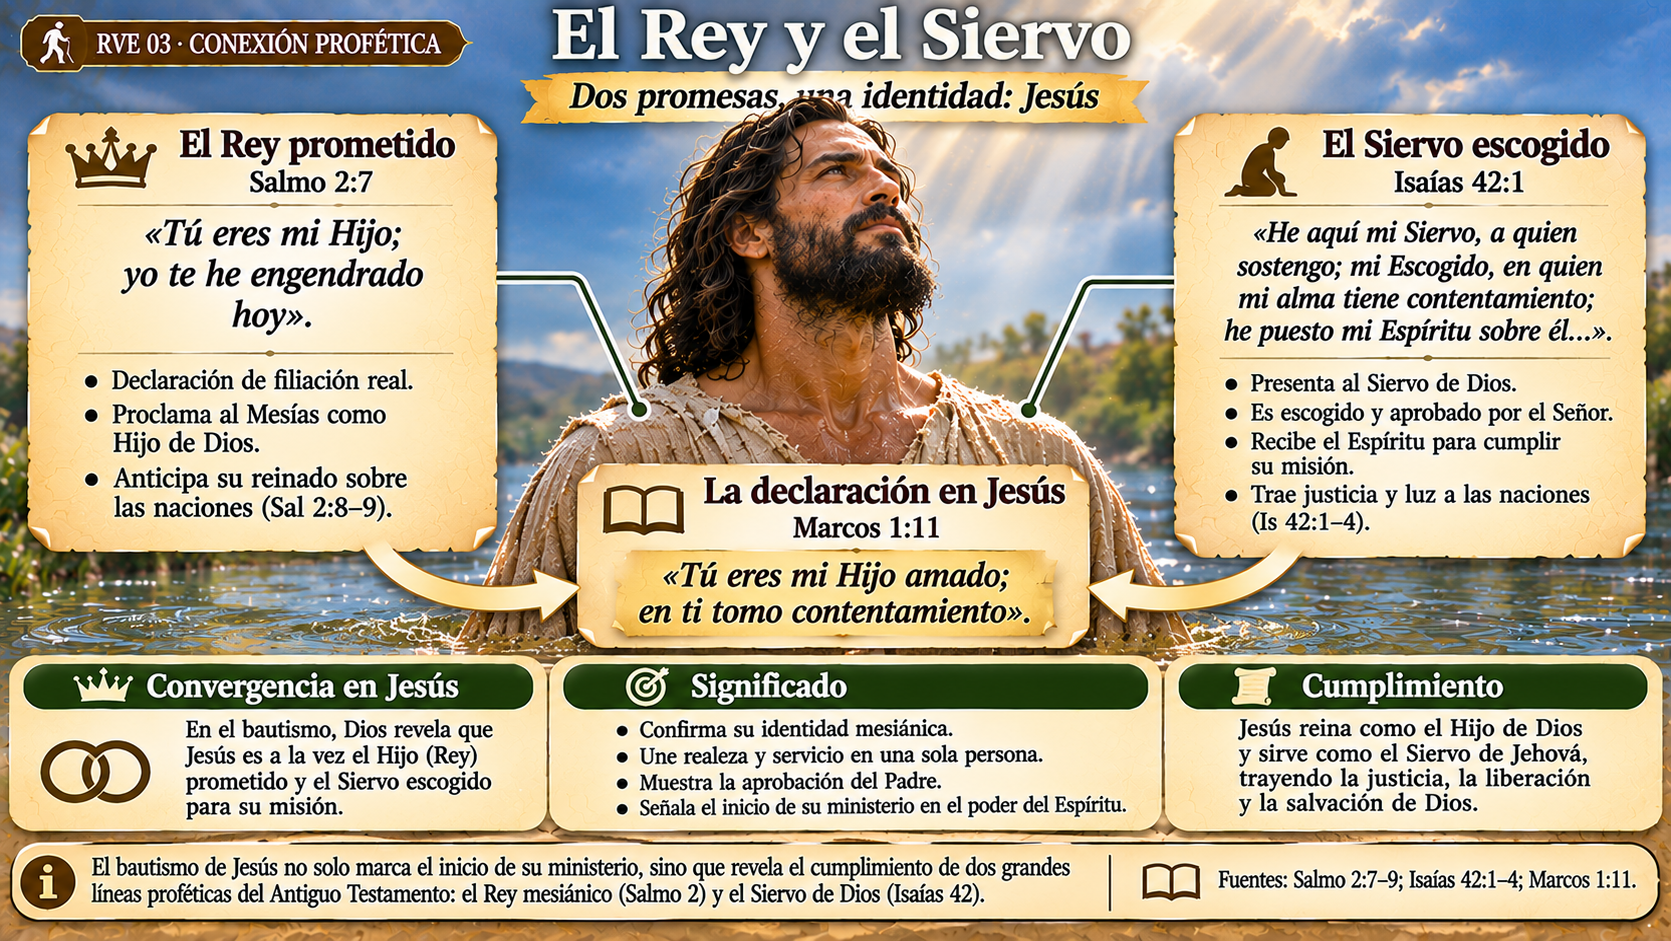 RVE 03 · CONEXIÓN PROFÉTICA
El Rey y el Siervo
Dos promesas, una identidad: Jesús
El Rey prometido
Salmo 2:7
«Tú eres mi Hijo;
yo te he engendrado
hoy».
• Declaración de filiación real.
• Proclama al Mesías como
Hijo de Dios.
• Anticipa su reinado sobre
las naciones (Sal 2:8–9).
El Siervo escogido
Isaías 42:1
«He aquí mi Siervo, a quien
sostengo; mi Escogido, en quien
mi alma tiene contentamiento;
he puesto mi Espíritu sobre él...».
• Presenta al Siervo de Dios.
• Es escogido y aprobado por el Señor.
• Recibe el Espíritu para cumplir
su misión.
• Trae justicia y luz a las naciones
(Is 42:1–4).
La declaración en Jesús
Marcos 1:11
«Tú eres mi Hijo amado;
en ti tomo contentamiento».
Convergencia en Jesús
En el bautismo, Dios revela que
Jesús es a la vez el Hijo (Rey)
prometido y el Siervo escogido
para su misión.
Significado
• Confirma su identidad mesiánica.
• Une realeza y servicio en una sola persona.
• Muestra la aprobación del Padre.
• Señala el inicio de su ministerio en el poder del Espíritu.
Cumplimiento
Jesús reina como el Hijo de Dios
y sirve como el Siervo de Jehová,
trayendo la justicia, la liberación
y la salvación de Dios.
El bautismo de Jesús no solo marca el inicio de su ministerio, sino que revela el cumplimiento de dos grandes
líneas proféticas del Antiguo Testamento: el Rey mesiánico (Salmo 2) y el Siervo de Dios (Isaías 42).
Fuentes: Salmo 2:7–9; Isaías 42:1–4; Marcos 1:11.